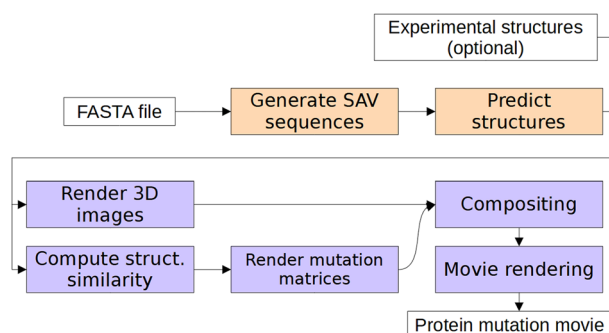 Experimental structures
(optional)
FASTA file
Generate SAV
sequences
Predict
structures
Render 3D
images
Compositing
Compute struct.
similarity
Render mutation
matrices
Movie rendering
Protein mutation movie